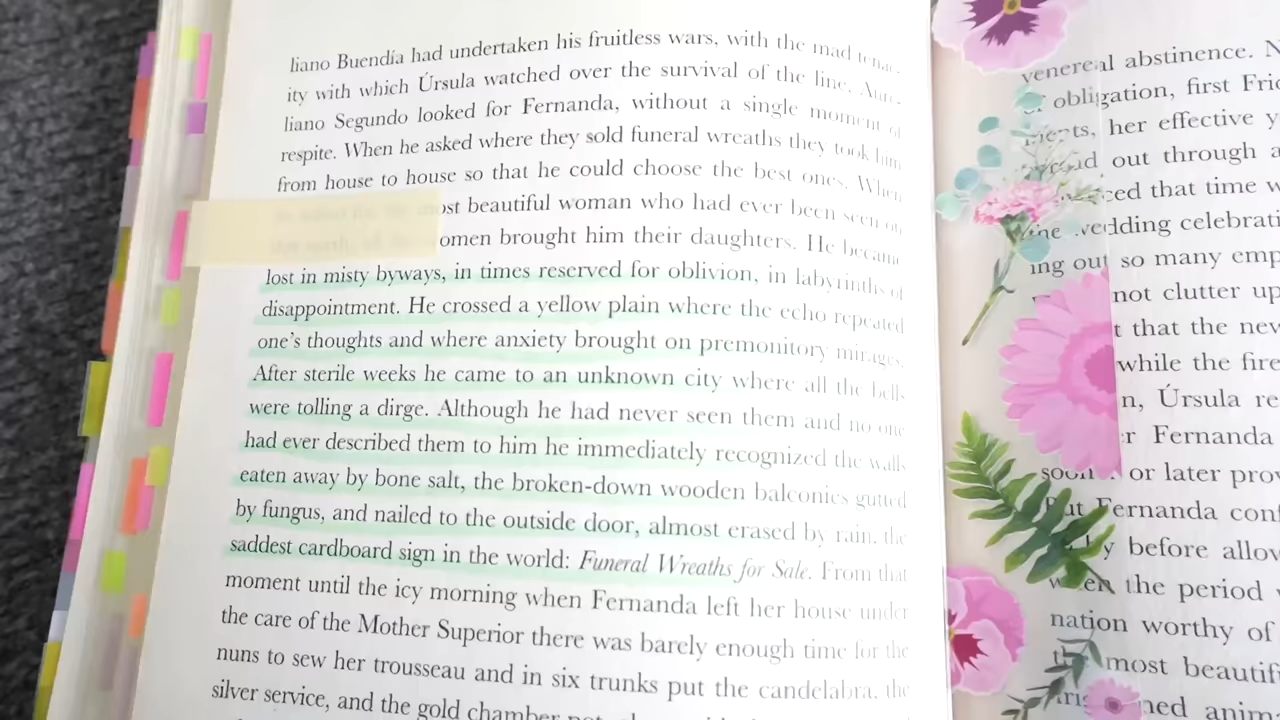 liano Buendía had undertaken his fruitless wars, with the mad tenac-
ity with which Úrsula watched over the survival of the line, Aure-
liano Segundo looked for Fernanda, without a single moment of
respite. When he asked where they sold funeral wreaths they took him
from house to house so that he could choose the best ones. When
beautiful woman who had ever been seen on
brought him their daughters. He became
lost in misty byways, in times reserved for oblivion, in labyrinths of
disappointment. He crossed a yellow plain where the echo repeated
one's thoughts and where anxiety brought on premonitory mirages.
After sterile weeks he came to an unknown city where all the bells
were tolling a dirge. Although he had never seen them and no one
had ever described them to him he immediately recognized the walls
eaten away by bone salt, the broken-down wooden balconies gutted
by fungus, and nailed to the outside door, almost erased by rain, the
saddest cardboard sign in the world: Funeral Wreaths for Sale. From that
moment until the icy morning when Fernanda left her house under
the care of the Mother Superior there was barely enough time for the
nuns to sew her trousseau and in six trunks put the candelabra, the
silver service, and the gold
venereal abstinence.
obligation, first
her effective
out through
that time
the wedding
ing out so many
not clutter up
that the
while the
Úrsula
Fernanda
soon or later
But Fernanda
before
when the period
nation worthy of
the most